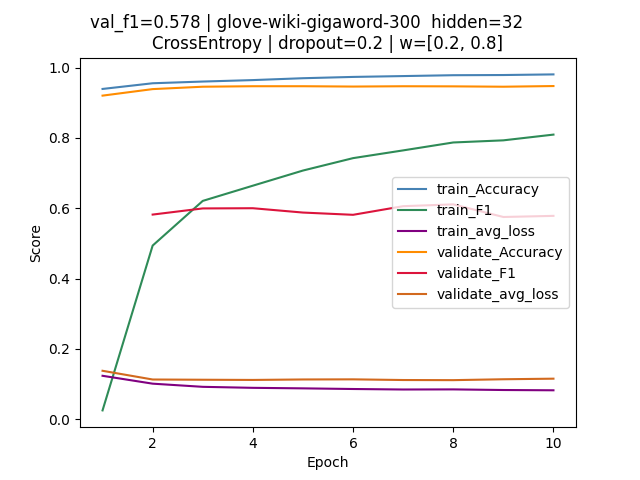 val_f1=0.578 | glove-wiki-gigaword-300  hidden=32
CrossEntropy | dropout=0.2 | w=[0.2, 0.8]
1.0
0.8
0.6
0.4
0.2
0.0
Score
train_Accuracy
train_F1
train_avg_loss
validate_Accuracy
validate_F1
validate_avg_loss
2 4 6 8 10
Epoch